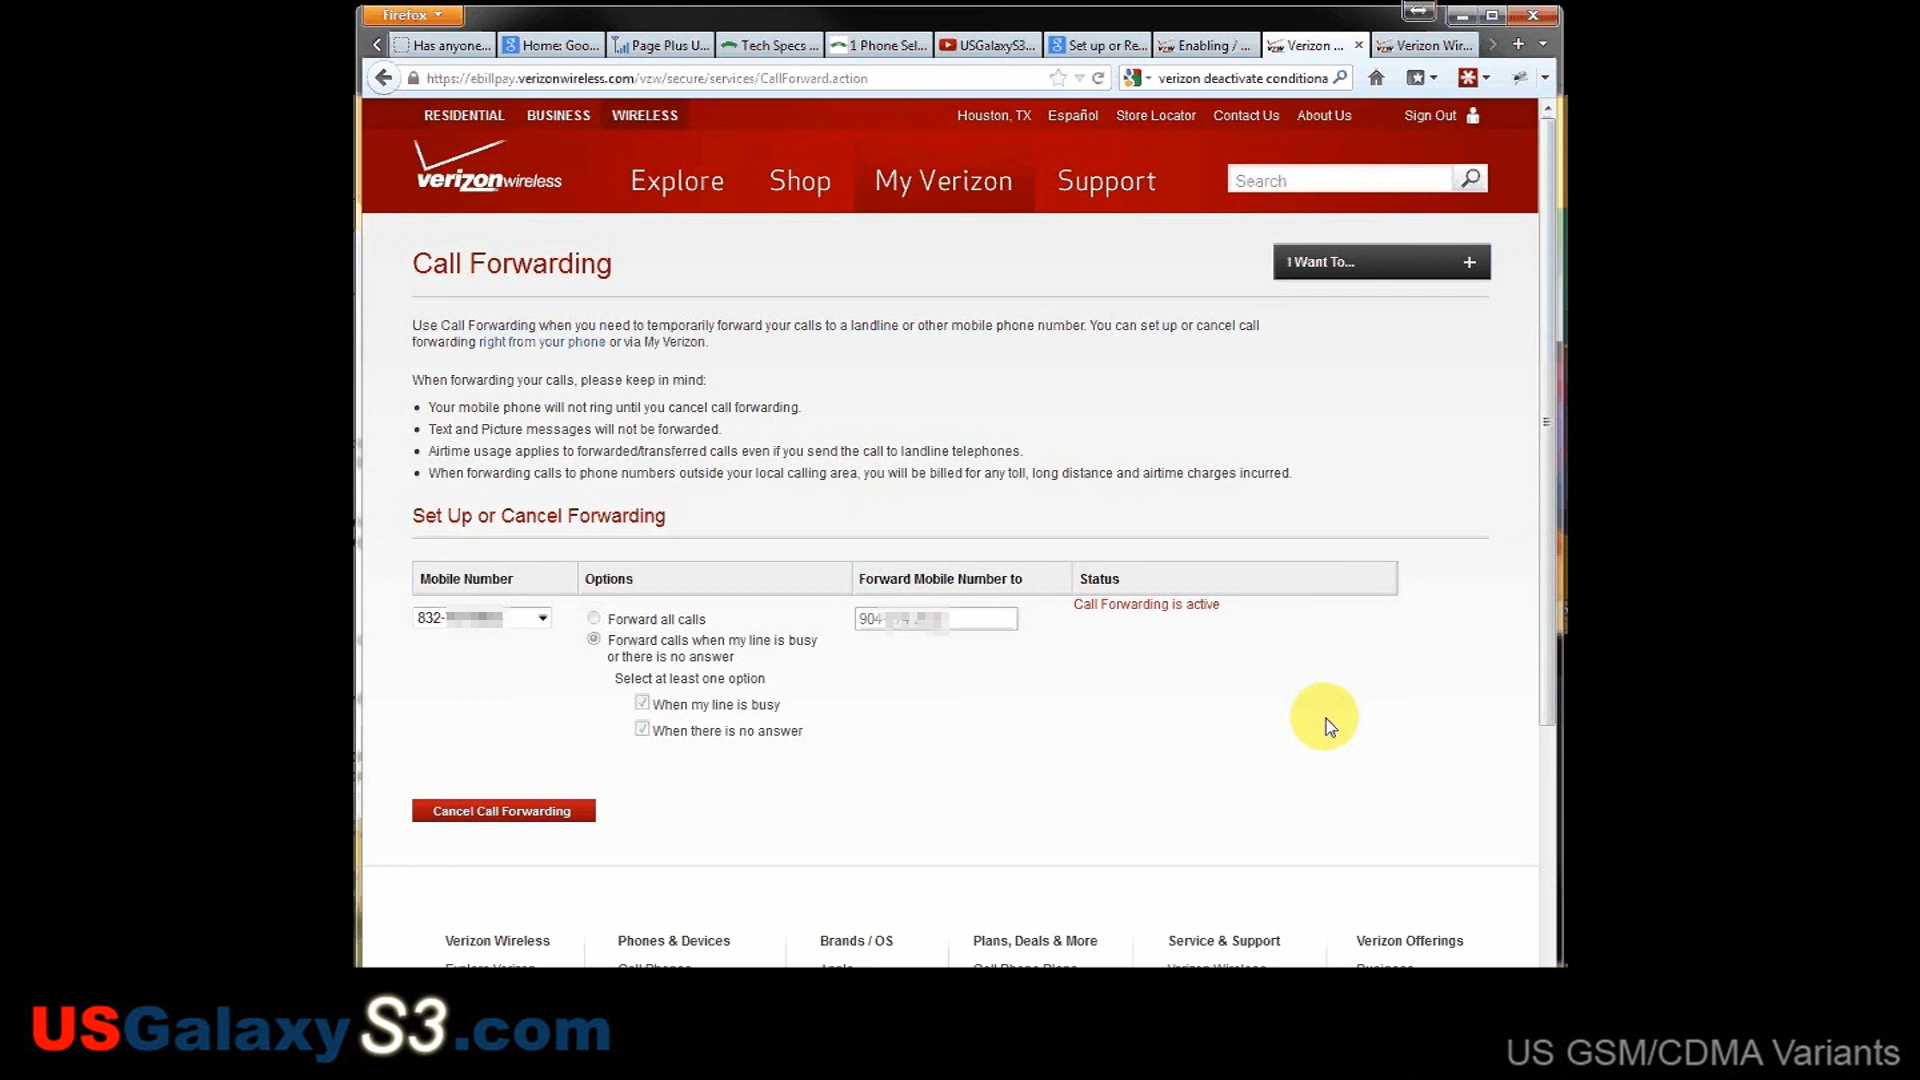 Firefox
Has anyone...
Home: Goo...
Page Plus U...
Tech Specs ...
1 Phone Sel...
USGalaxyS3...
Set up or Re...
Enabling / ...
Verizon ...
Verizon Wir...
https://ebillpay.verizonwireless.com/vzw/secure/services/CallForward.action
verizon deactivate conditiona
RESIDENTIAL BUSINESS WIRELESS
Houston, TX Español Store Locator Contact Us About Us Sign Out
verizonwireless
Explore Shop My Verizon Support
Search
Call Forwarding
I Want To... +
Use Call Forwarding when you need to temporarily forward your calls to a landline or other mobile phone number. You can set up or cancel call
forwarding right from your phone or via My Verizon.
When forwarding your calls, please keep in mind:
• Your mobile phone will not ring until you cancel call forwarding.
• Text and Picture messages will not be forwarded.
• Airtime usage applies to forwarded/transferred calls even if you send the call to landline telephones.
• When forwarding calls to phone numbers outside your local calling area, you will be billed for any toll, long distance and airtime charges incurred.
Set Up or Cancel Forwarding
Mobile Number Options Forward Mobile Number to Status
Call Forwarding is active
832-
Forward all calls
904-
Forward calls when my line is busy
or there is no answer
Select at least one option
When my line is busy
When there is no answer
Cancel Call Forwarding
Verizon Wireless Phones & Devices Brands / OS Plans, Deals & More Service & Support Verizon Offerings
Explore Verizon Cell Phones Apple Cell Phone Plans Verizon Wireless Business
USGalaxyS3.com
US GSM/CDMA Variants